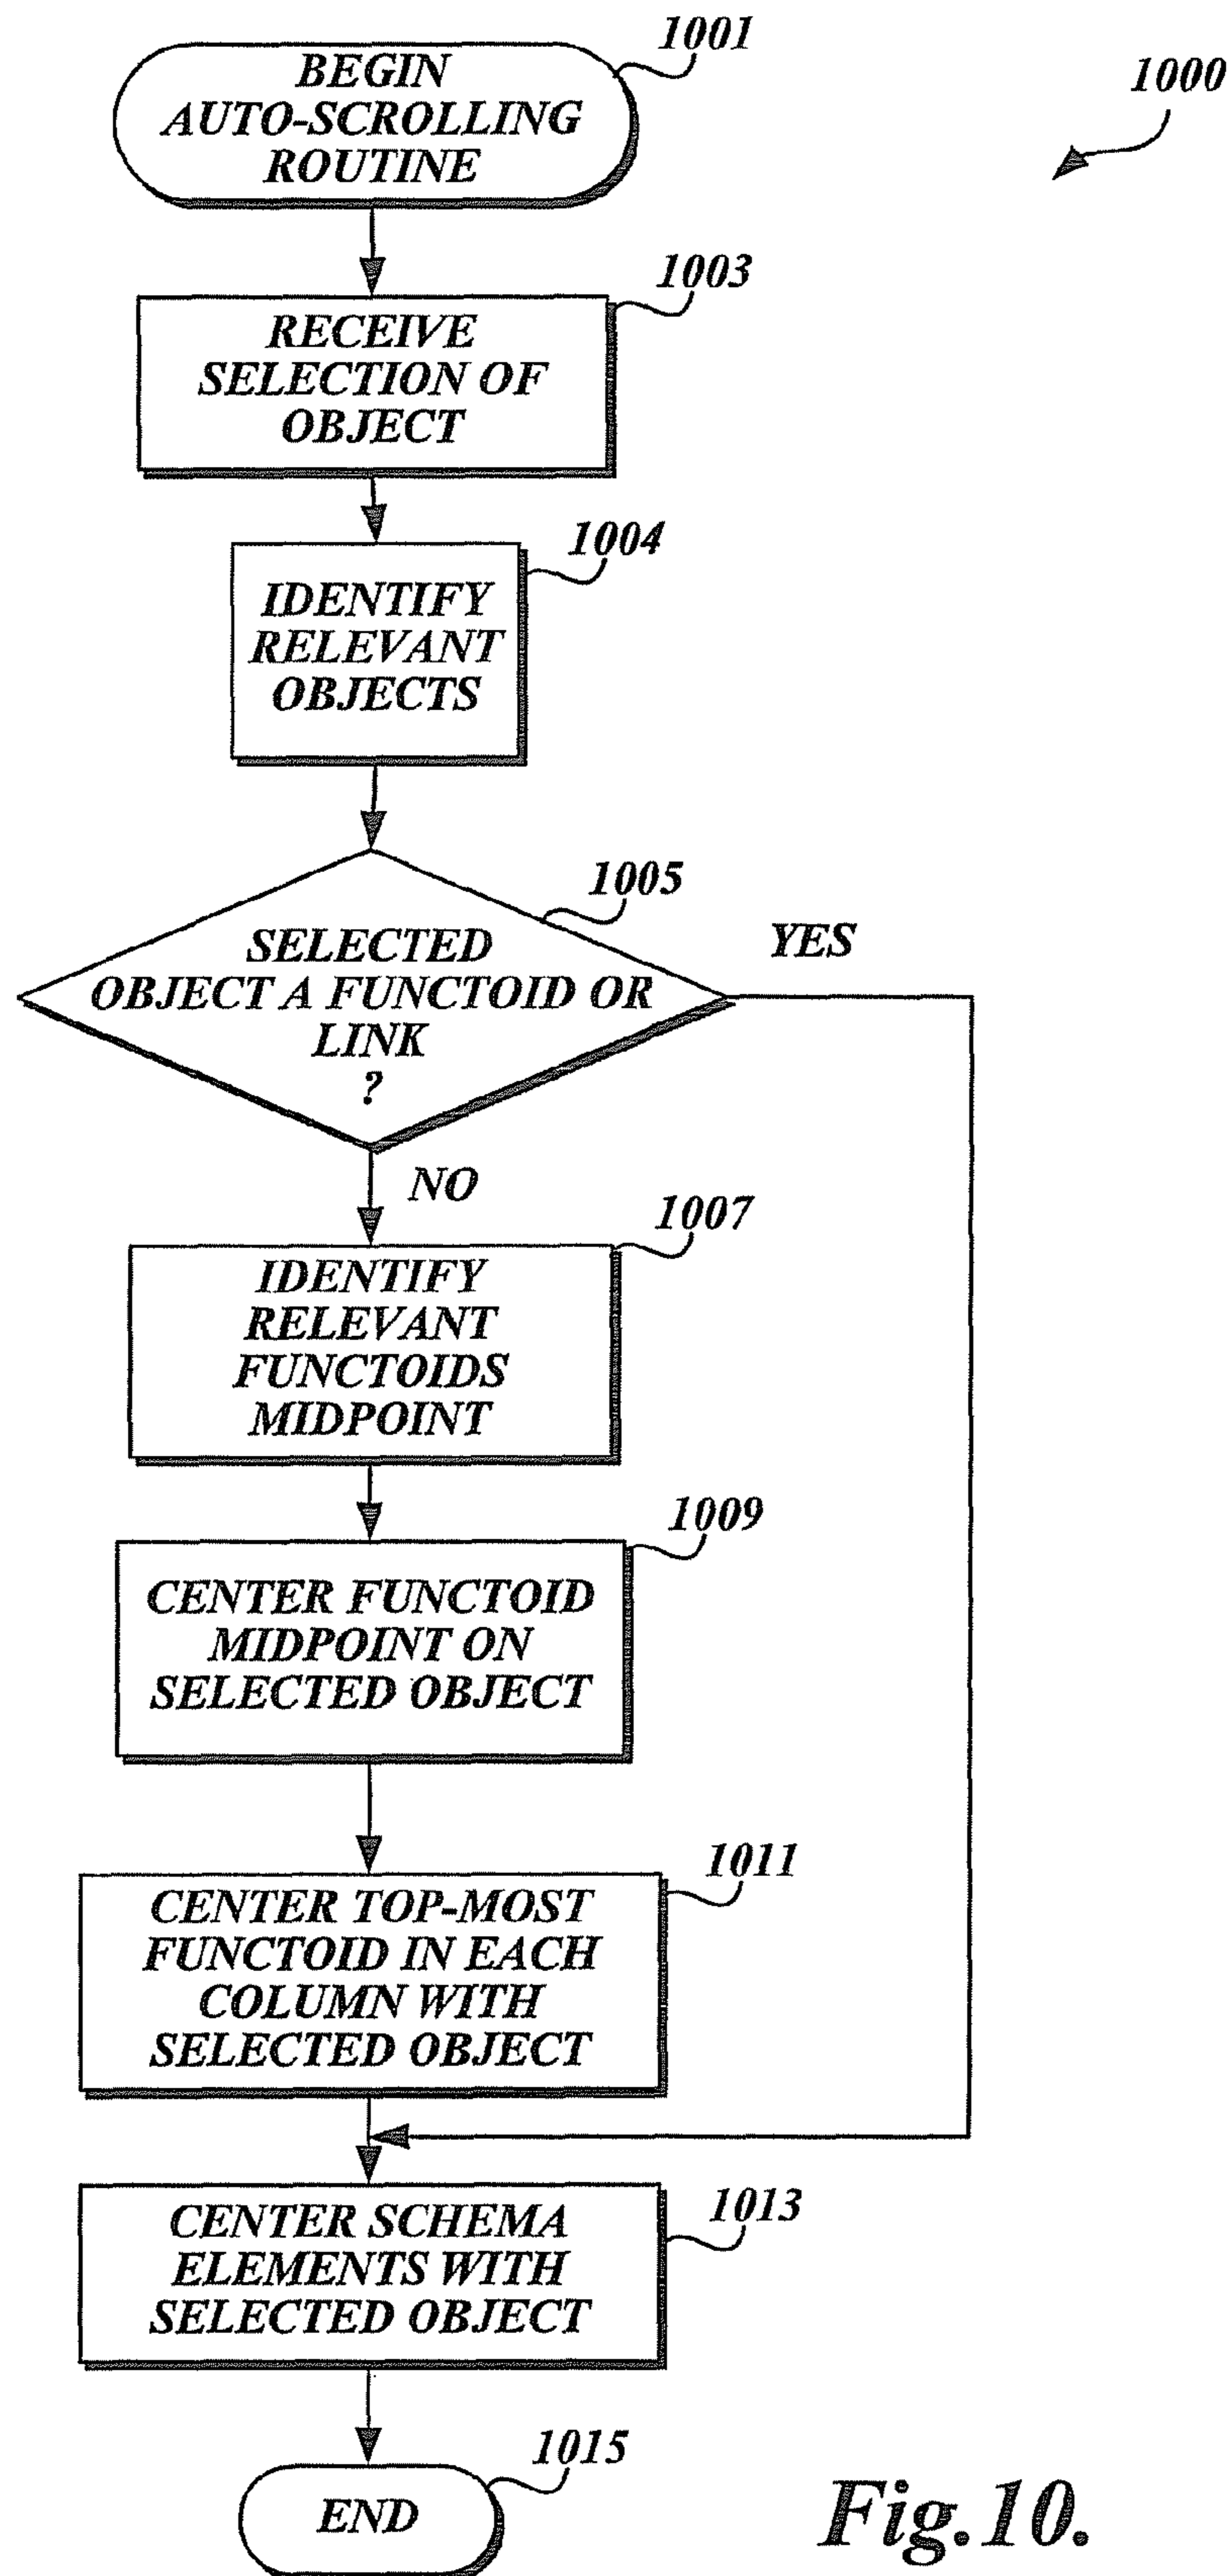 1001
1000
BEGIN
AUTO-SCROLLING
ROUTINE
1003
RECEIVE
SELECTION OF
OBJECT
1004
IDENTIFY
RELEVANT
OBJECTS
1005
SELECTED
OBJECT A FUNCTOID OR
LINK
?
YES
NO
1007
IDENTIFY
RELEVANT
FUNCTOIDS
MIDPOINT
1009
CENTER FUNCTOID
MIDPOINT ON
SELECTED OBJECT
1011
CENTER TOP-MOST
FUNCTOID IN EACH
COLUMN WITH
SELECTED OBJECT
1013
CENTER SCHEMA
ELEMENTS WITH
SELECTED OBJECT
1015
END
Fig.10.